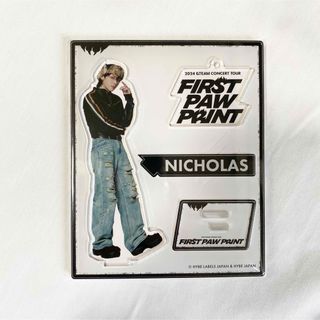 2024 &TEAM CONCERT TOUR
FIRST
PAW
PRINT
NICHOLAS
FIRST PAW PRINT
© HYBE LABELS JAPAN & HYBE JAPAN.